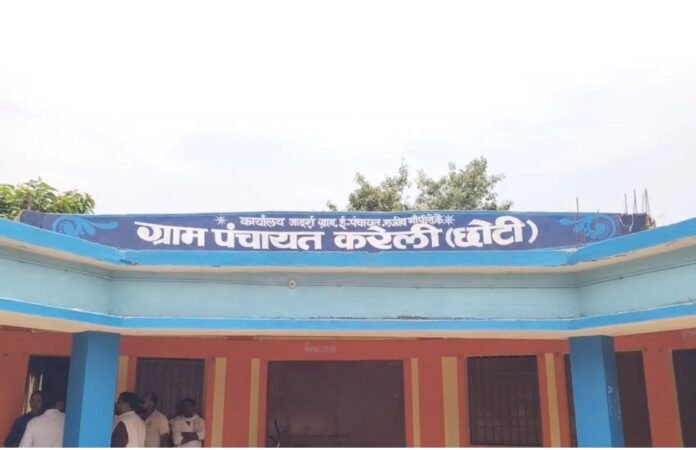 कार्यालय आदर्श ग्राम, ई-पंचायत, राजीव गाँधी सेवा केन्द्र
ग्राम पंचायत करेली (छोटी)